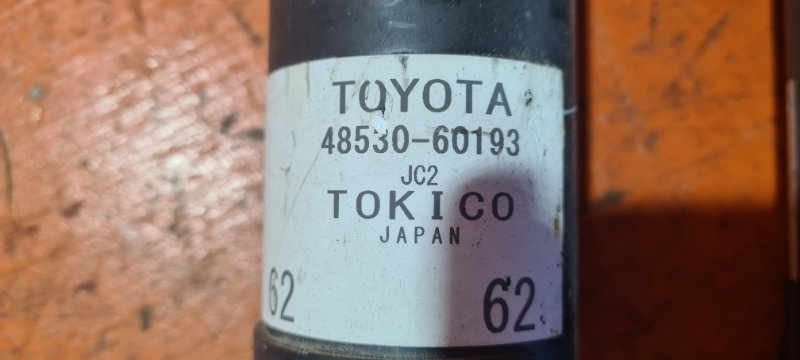 TOYOTA
48530-60193
JC2
TOKICO
JAPAN
62 62